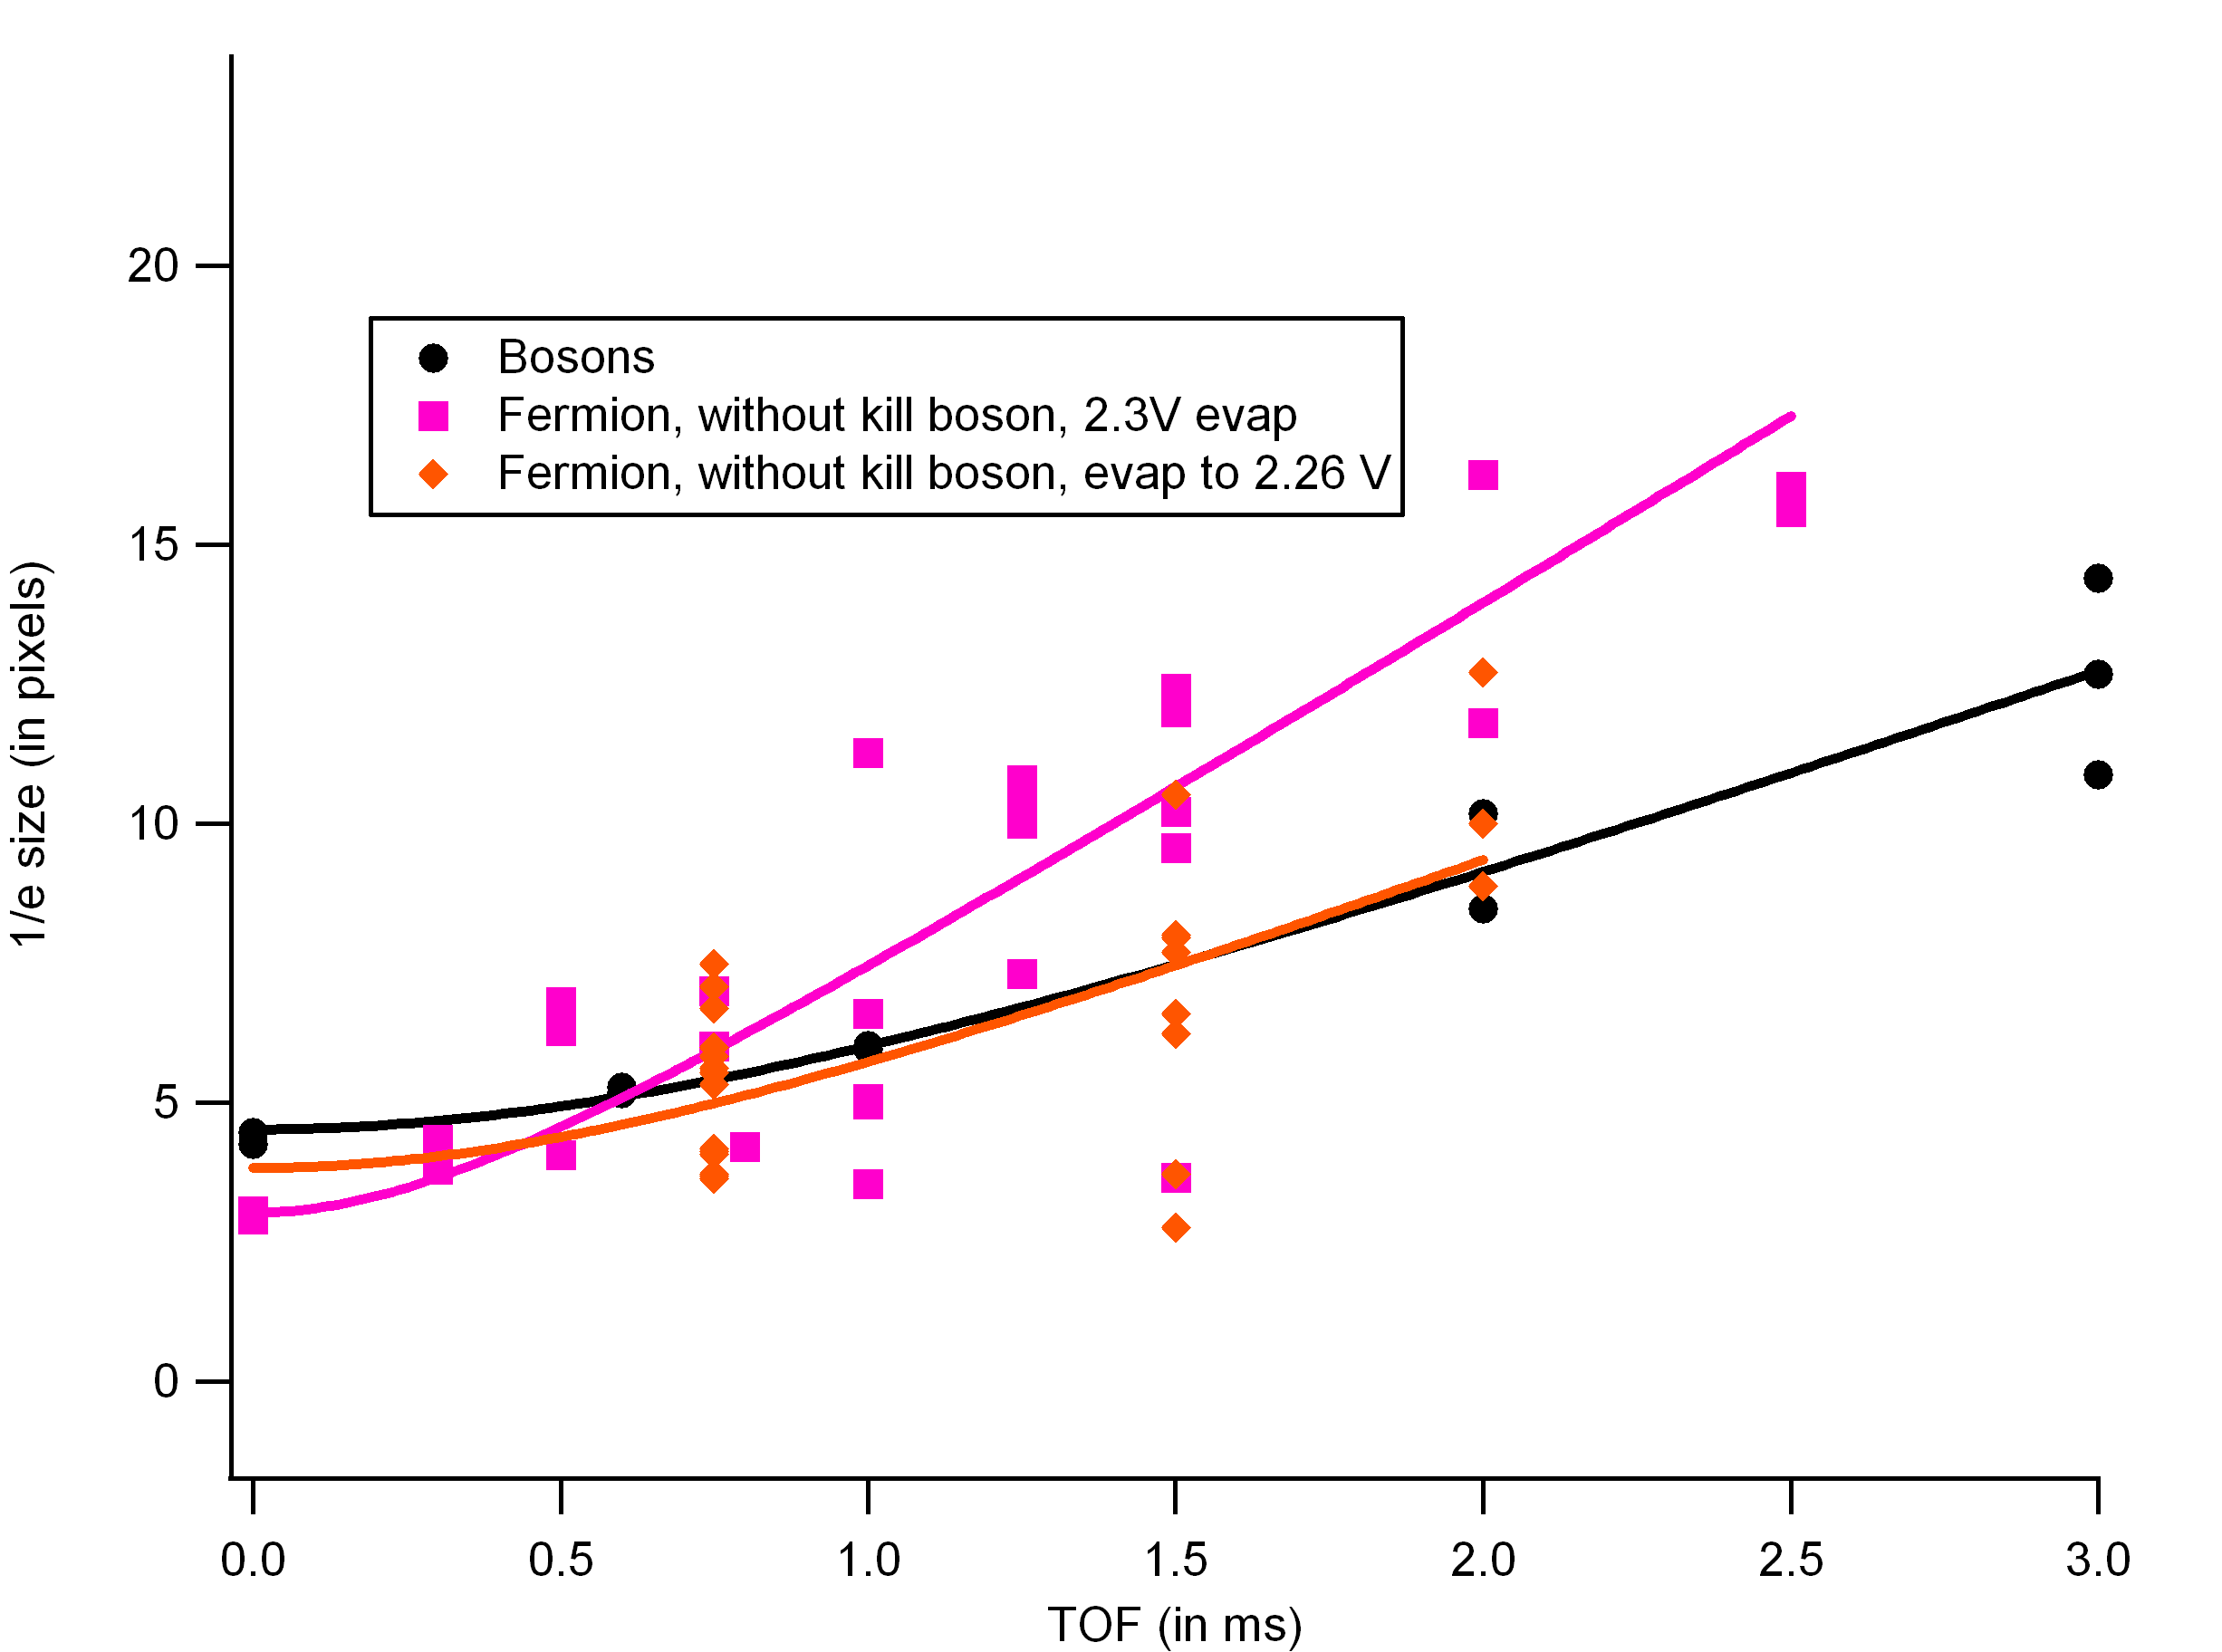 20
15
10
5
0
1/e size (in pixels)
Bosons
Fermion, without kill boson, 2.3V evap
Fermion, without kill boson, evap to 2.26 V
0.0 0.5 1.0 1.5 2.0 2.5 3.0
TOF (in ms)